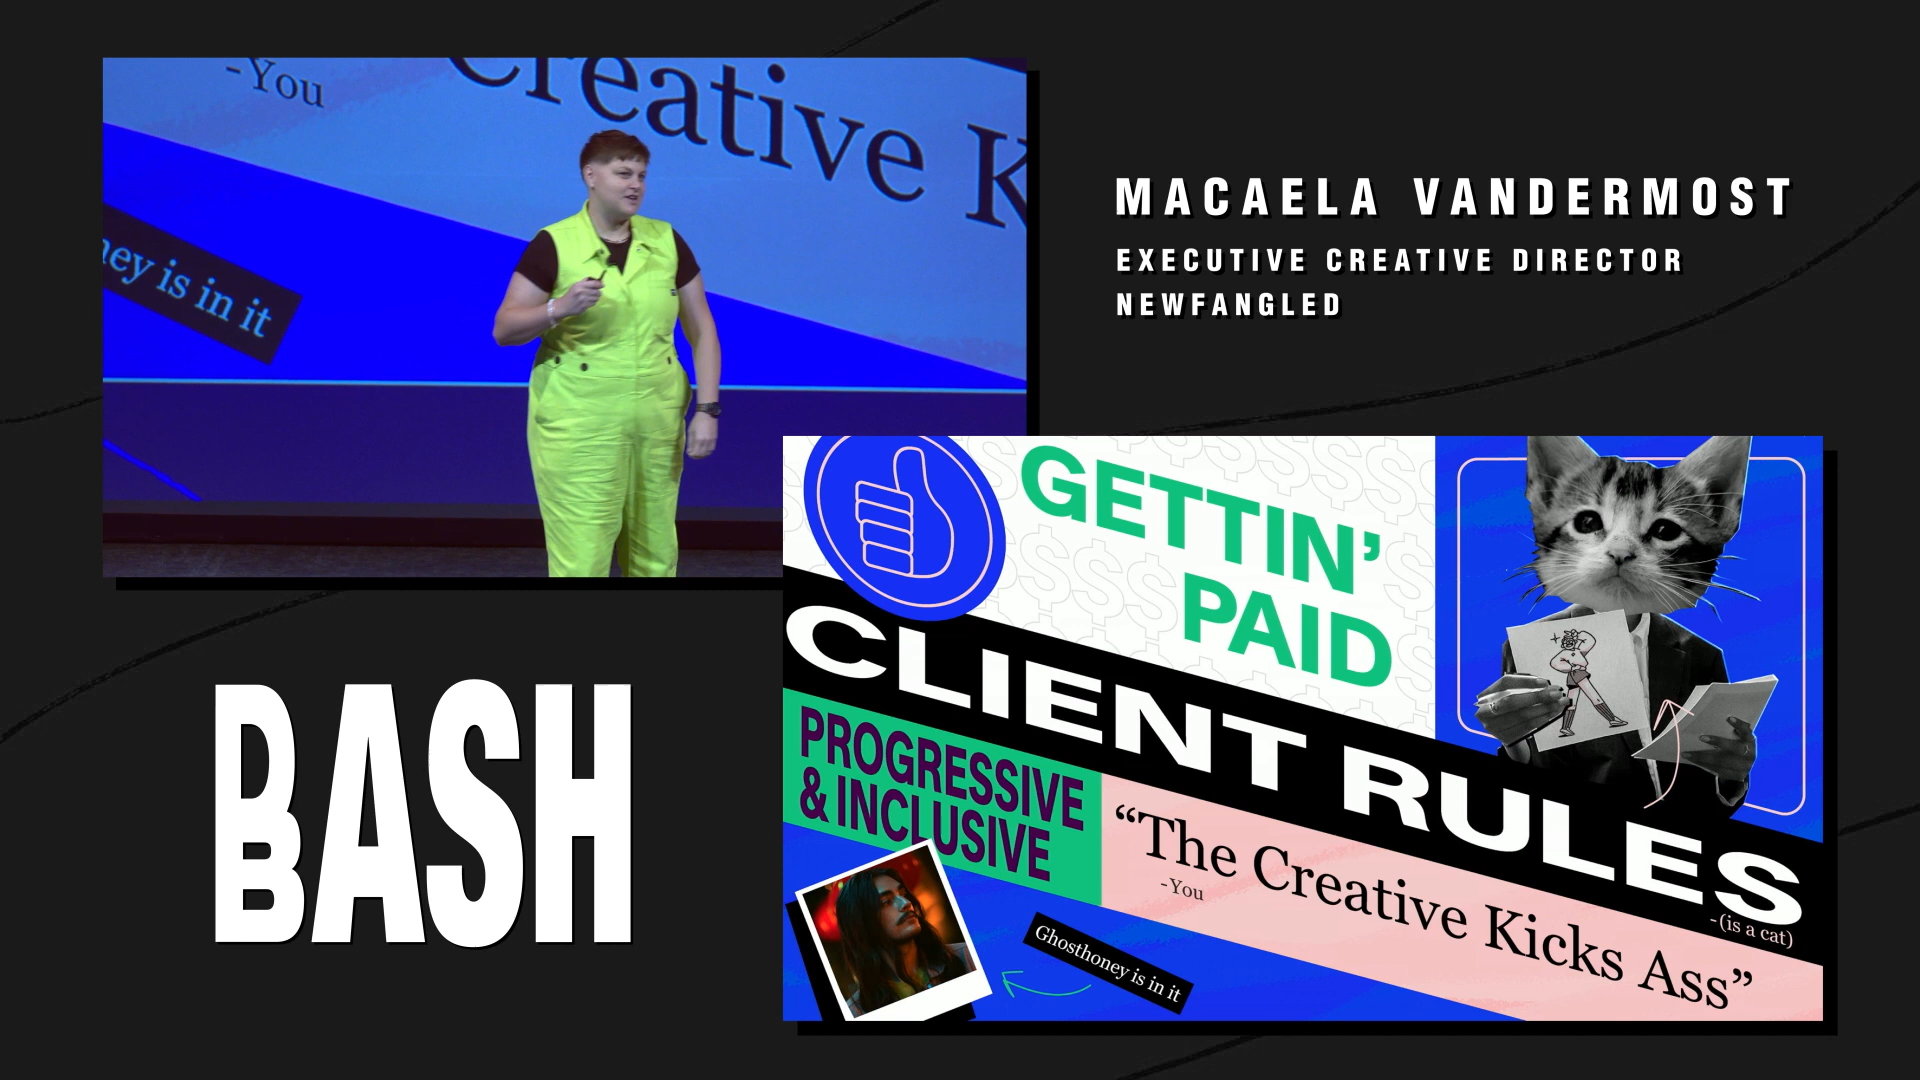 -You
Creative K
ney is in it
MACAELA VANDERMOST
EXECUTIVE CREATIVE DIRECTOR
NEWFANGLED
BASH
GETTIN’
PAID
CLIENT RULES
-(is a cat)
PROGRESSIVE
& INCLUSIVE
“The Creative Kicks Ass”
-You
Ghosthoney is in it